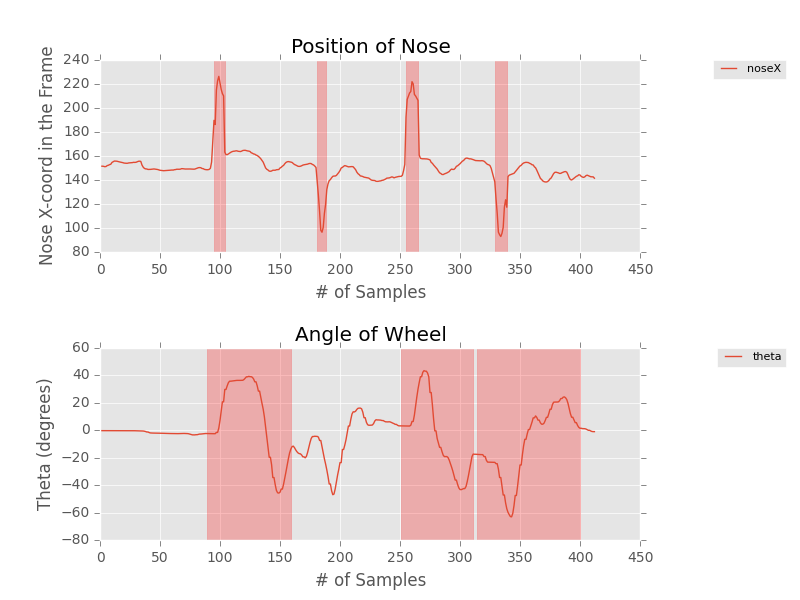 Position of Nose
noseX
Nose X-coord in the Frame
240
220
200
180
160
140
120
100
80
0 50 100 150 200 250 300 350 400 450
# of Samples
Angle of Wheel
theta
Theta (degrees)
60
40
20
0
−20
−40
−60
−80
0 50 100 150 200 250 300 350 400 450
# of Samples